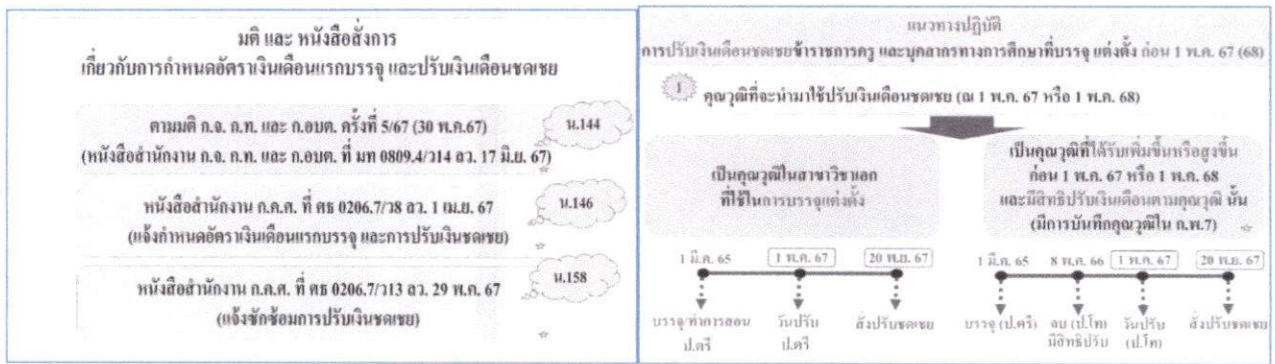 มติ และ หนังสือสั่งการ
เกี่ยวกับการกำหนดอัตราเงินเดือนแรกบรรจุ และปรับเงินเดือนชดเชย
ตามมติ ก.จ. ก.ท. และ ก.อบต. ครั้งที่ 5/67 (30 พ.ค.67)
(หนังสือสำนักงาน ก.จ. ก.ท. และ ก.อบต. ที่ มท 0809.4/ว14 ลว. 17 มิ.ย. 67)
น.144
หนังสือสำนักงาน ก.ค.ศ. ที่ ศธ 0206.7/ว8 ลว. 1 เม.ย. 67
(แจ้งกำหนดอัตราเงินเดือนแรกบรรจุ และการปรับเงินชดเชย)
น.146
หนังสือสำนักงาน ก.ค.ศ. ที่ ศธ 0206.7/ว13 ลว. 29 พ.ค. 67
(แจ้งซักซ้อมการปรับเงินชดเชย)
น.158
แนวทางปฏิบัติ
การปรับเงินเดือนชดเชยข้าราชการครู และบุคลากรทางการศึกษาที่บรรจุ แต่งตั้ง ก่อน 1 พ.ค. 67 (68)
1 คุณวุฒิที่จะนำมาใช้ปรับเงินเดือนชดเชย (ณ 1 พ.ค. 67 หรือ 1 พ.ค. 68)
เป็นคุณวุฒิในสาขาวิชาเอก
ที่ใช้ในการบรรจุแต่งตั้ง
เป็นคุณวุฒิที่ได้รับเพิ่มขึ้นหรือสูงขึ้น
ก่อน 1 พ.ค. 67 หรือ 1 พ.ค. 68
และมีสิทธิปรับเงินเดือนตามคุณวุฒิ นั้น
(มีการบันทึกคุณวุฒิใน ก.พ.7)
1 มี.ค. 65 1 พ.ค. 67 20 พ.ย. 67
บรรจุ/ทำการสอน วันปรับ สั่งปรับชดเชย
ป.ตรี ป.ตรี
1 มี.ค. 65 8 พ.ค. 66 1 พ.ค. 67 20 พ.ย. 67
บรรจุ (ป.ตรี) จบ (ป.โท) วันปรับ สั่งปรับชดเชย
มีสิทธิปรับ (ป.โท)